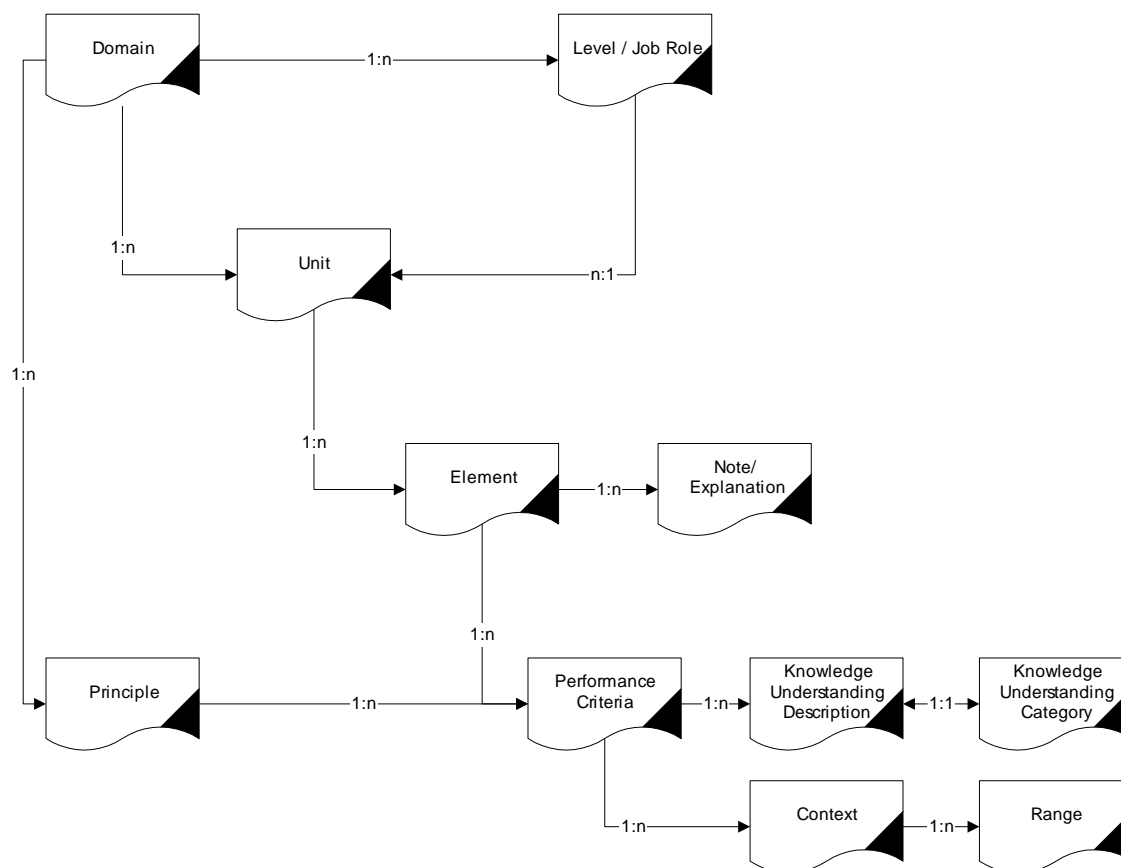 Domain
Level / Job Role
1:n
Unit
1:n
n:1
1:n
1:n
Element
Note/
Explanation
1:n
1:n
Principle
Performance
Criteria
Knowledge
Understanding
Description
Knowledge
Understanding
Category
1:n
1:n
1:1
Context
Range
1:n
1:n